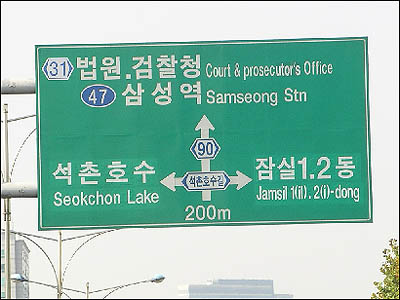 31 법원.검찰청 Court & prosecutor's Office
47 삼성역 Samseong Stn
90
석촌호수 석촌호수길 잠실1.2동
Seokchon Lake Jamsil 1(il).2(i)-dong
200m